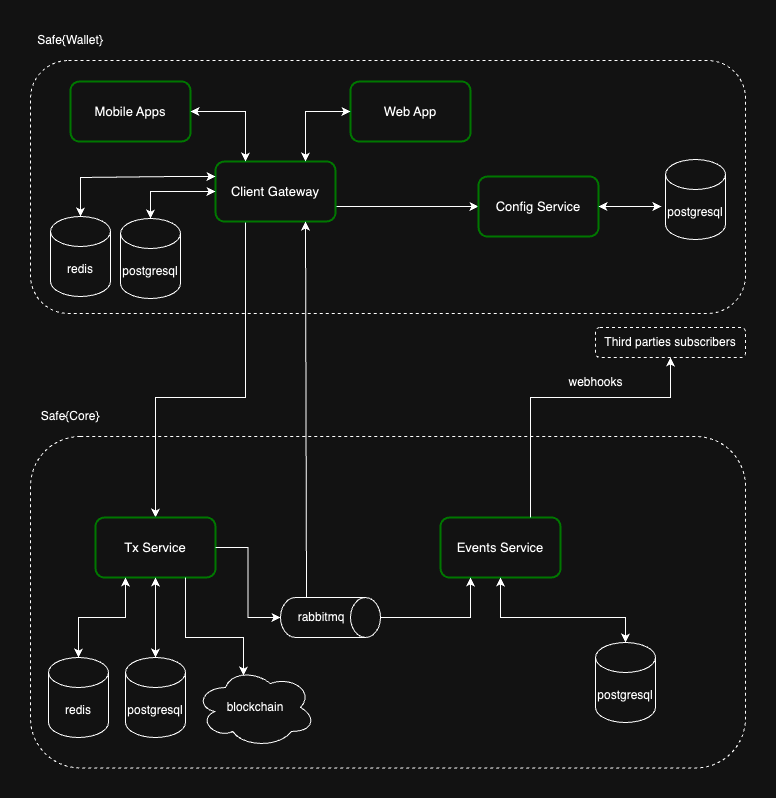 Safe{Wallet}
Mobile Apps
Web App
Client Gateway
Config Service
postgresql
redis
postgresql
Third parties subscribers
webhooks
Safe{Core}
Tx Service
Events Service
rabbitmq
redis
postgresql
blockchain
postgresql